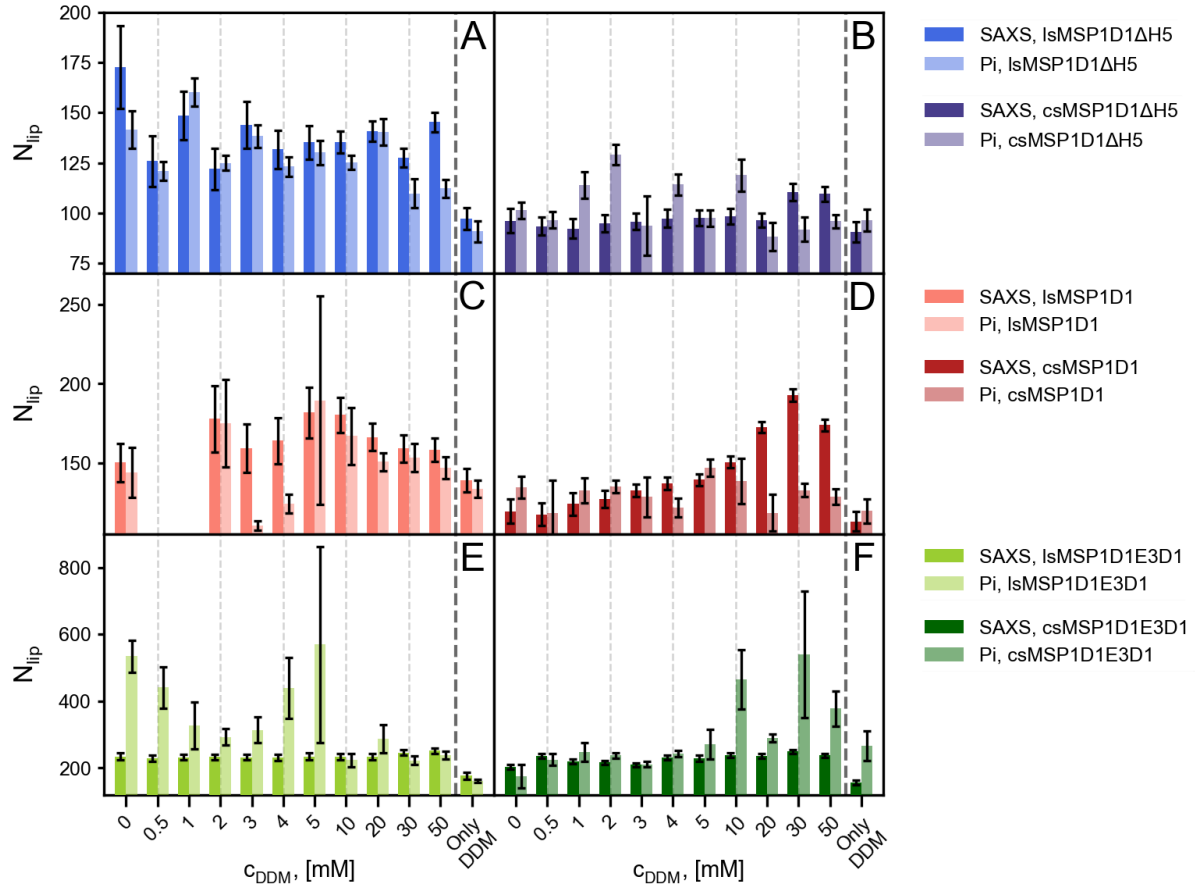 200
175
150
125
100
75
N_lip
A
B
SAXS, lsMSP1D1ΔH5
Pi, lsMSP1D1ΔH5
SAXS, csMSP1D1ΔH5
Pi, csMSP1D1ΔH5
250
200
150
N_lip
C
D
SAXS, lsMSP1D1
Pi, lsMSP1D1
SAXS, csMSP1D1
Pi, csMSP1D1
800
600
400
200
N_lip
E
F
SAXS, lsMSP1D1E3D1
Pi, lsMSP1D1E3D1
SAXS, csMSP1D1E3D1
Pi, csMSP1D1E3D1
0 0.5 1 2 3 4 5 10 20 30 50 Only DDM
0 0.5 1 2 3 4 5 10 20 30 50 Only DDM
c_DDM, [mM]
c_DDM, [mM]